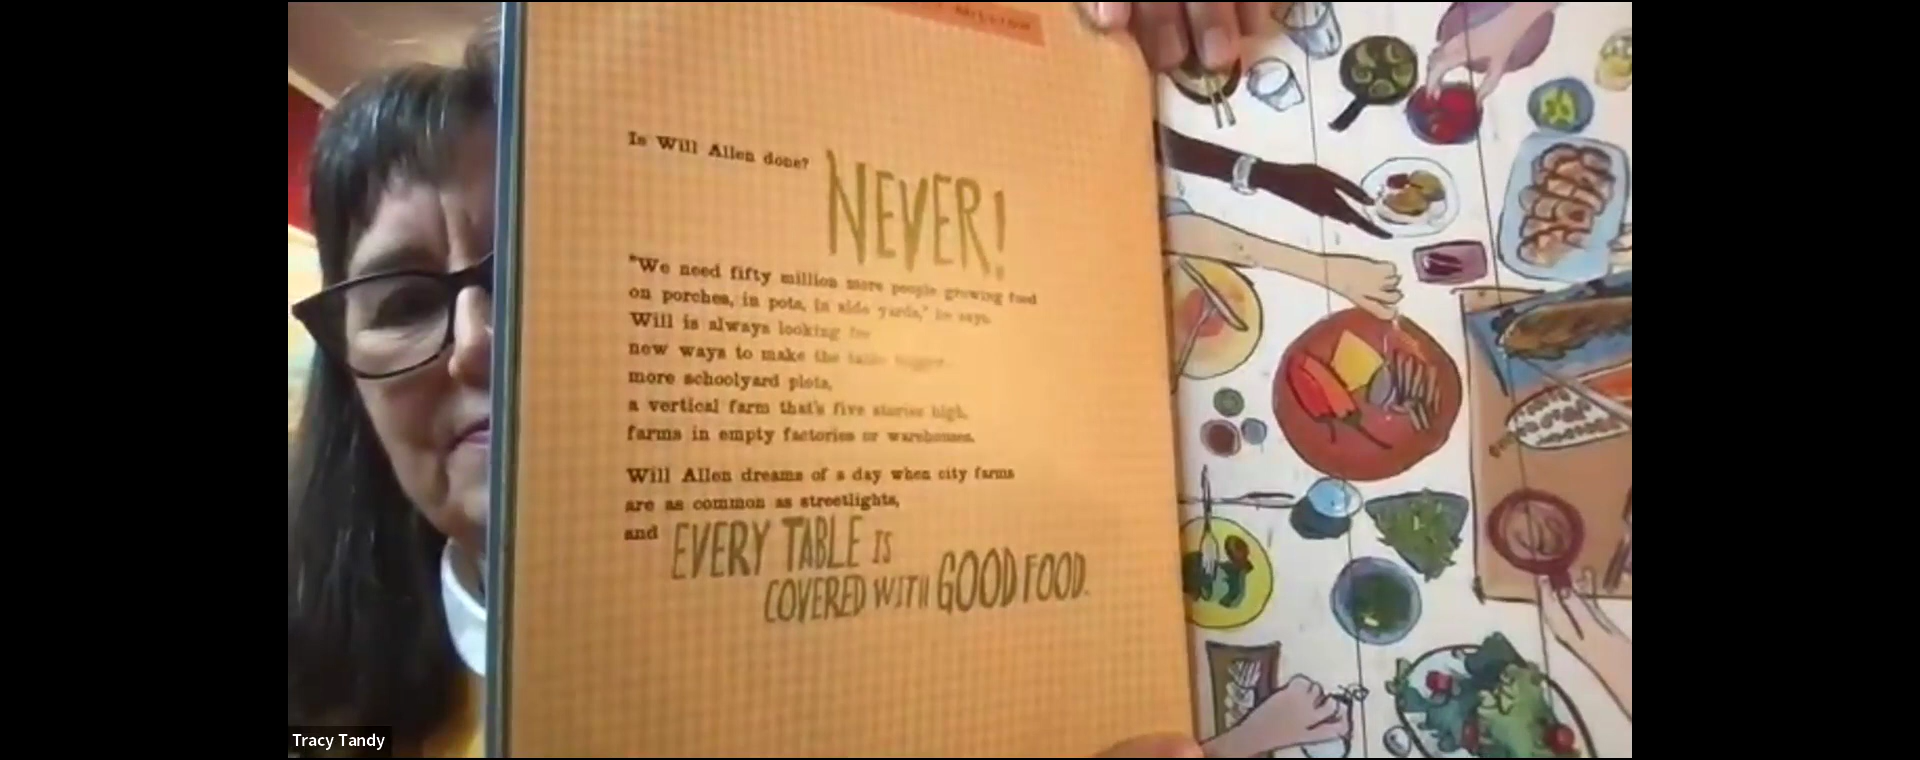 Is Will Allen done? NEVER!
"We need fifty million more people growing food
on porches, in pots, in side yards," he says.
Will is always looking for
new ways to make the table bigger—
more schoolyard plots,
a vertical farm that's five stories high,
farms in empty factories or warehouses.
Will Allen dreams of a day when city farms
are as common as streetlights,
and EVERY TABLE IS
COVERED WITH GOOD FOOD.
Tracy Tandy